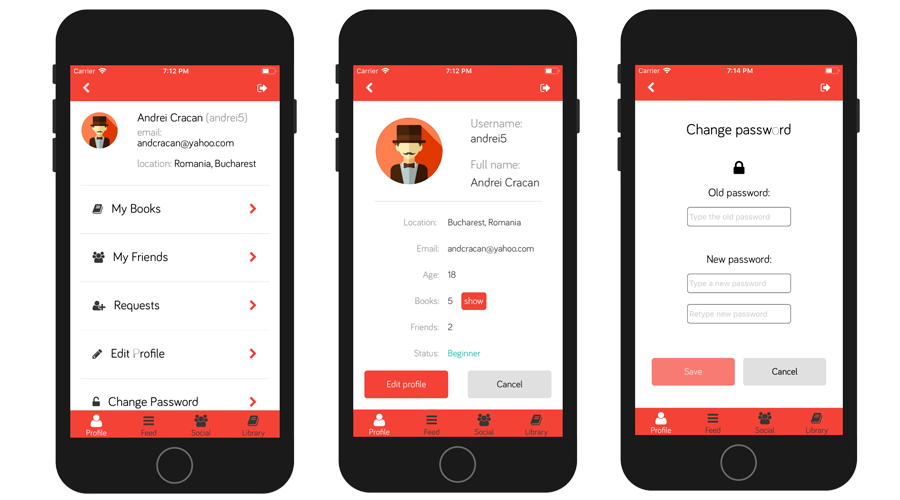 Carrier 7:12 PM
Andrei Cracan (andrei5)
email:
andcracan@yahoo.com
location: Romania, Bucharest
My Books
My Friends
Requests
Edit Profile
Change Password
Profile Feed Social Library
Carrier 7:12 PM
Username:
andrei5
Full name:
Andrei Cracan
Location: Bucharest, Romania
Email: andcracan@yahoo.com
Age: 18
Books: 5 show
Friends: 2
Status: Beginner
Edit profile Cancel
Profile Feed Social Library
Carrier 7:14 PM
Change password
Old password:
Type the old password
New password:
Type a new password
Retype new password
Save Cancel
Profile Feed Social Library